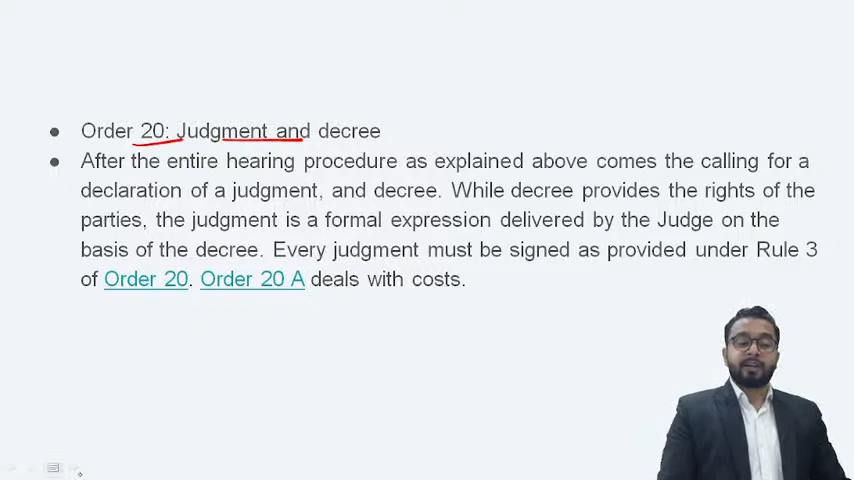 Order 20: Judgment and decree
After the entire hearing procedure as explained above comes the calling for a
declaration of a judgment, and decree. While decree provides the rights of the
parties, the judgment is a formal expression delivered by the Judge on the
basis of the decree. Every judgment must be signed as provided under Rule 3
of Order 20. Order 20 A deals with costs.